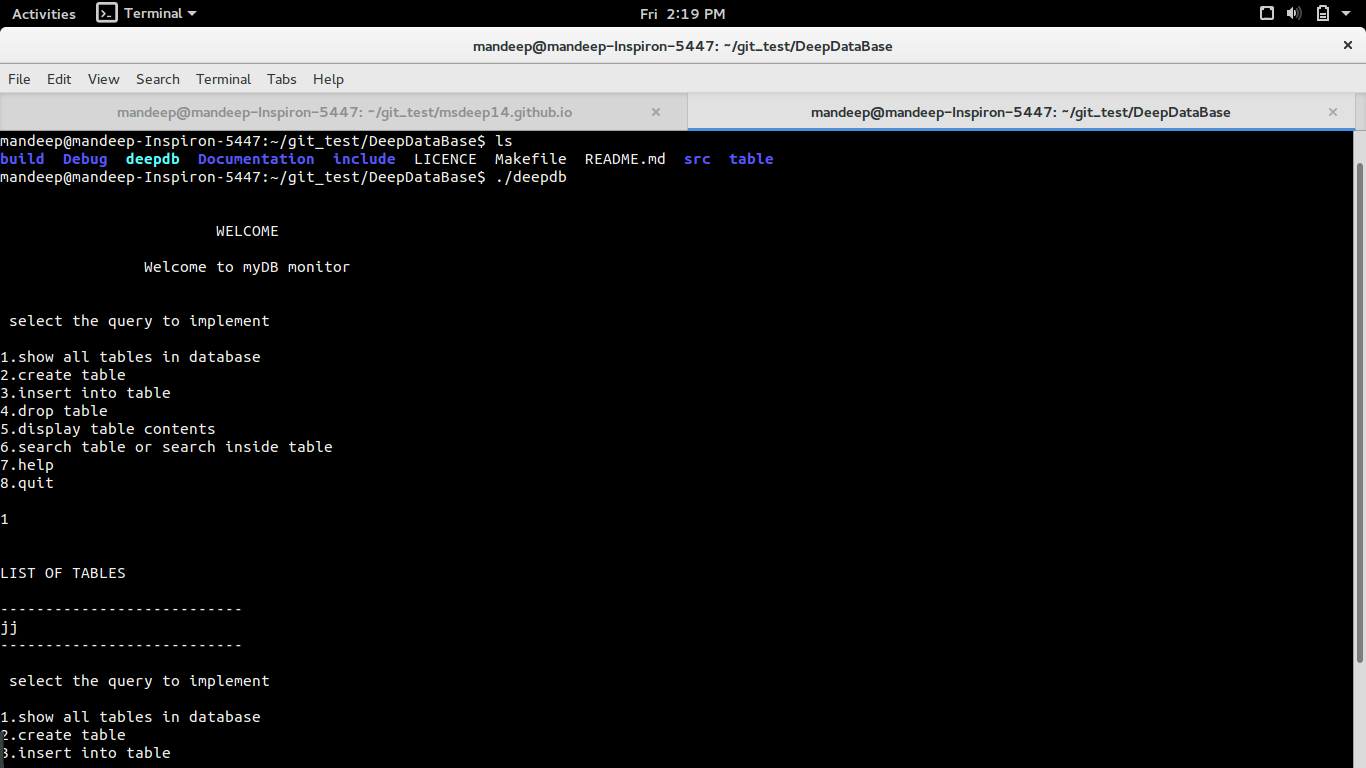 Activities Terminal Fri 2:19 PM
mandeep@mandeep-Inspiron-5447: ~/git_test/DeepDataBase
File Edit View Search Terminal Tabs Help
mandeep@mandeep-Inspiron-5447: ~/git_test/msdeep14.github.io mandeep@mandeep-Inspiron-5447: ~/git_test/DeepDataBase
mandeep@mandeep-Inspiron-5447:~/git_test/DeepDataBase$ ls
build Debug deepdb Documentation include LICENCE Makefile README.md src table
mandeep@mandeep-Inspiron-5447:~/git_test/DeepDataBase$ ./deepdb
WELCOME
Welcome to myDB monitor
select the query to implement
1.show all tables in database
2.create table
3.insert into table
4.drop table
5.display table contents
6.search table or search inside table
7.help
8.quit
1
LIST OF TABLES
---------------------------
jj
---------------------------
select the query to implement
1.show all tables in database
2.create table
3.insert into table